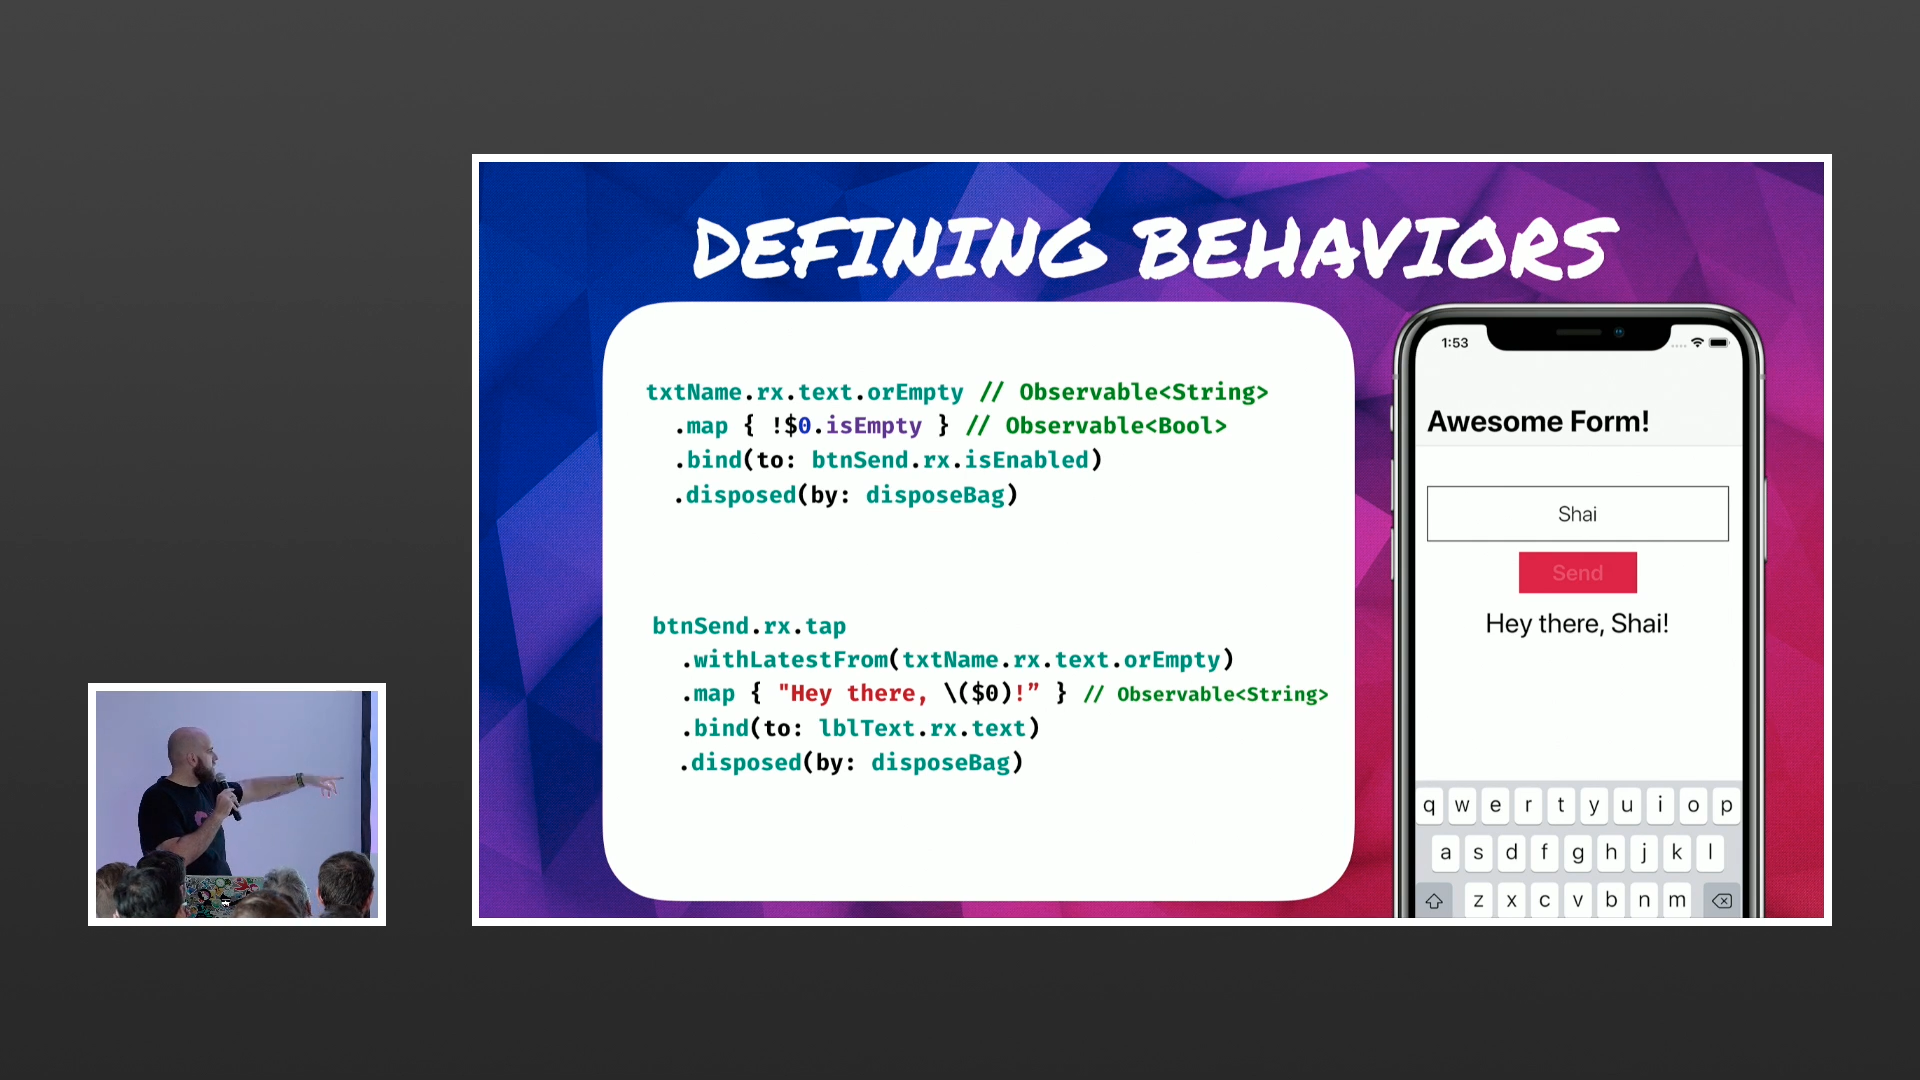 DEFINING BEHAVIORS
txtName.rx.text.orEmpty // Observable<String>
.map { !$0.isEmpty } // Observable<Bool>
.bind(to: btnSend.rx.isEnabled)
.disposed(by: disposeBag)
btnSend.rx.tap
.withLatestFrom(txtName.rx.text.orEmpty)
.map { "Hey there, \($0)!” } // Observable<String>
.bind(to: lblText.rx.text)
.disposed(by: disposeBag)
1:53
Awesome Form!
Shai
Send
Hey there, Shai!
q w e r t y u i o p
a s d f g h j k l
z x c v b n m